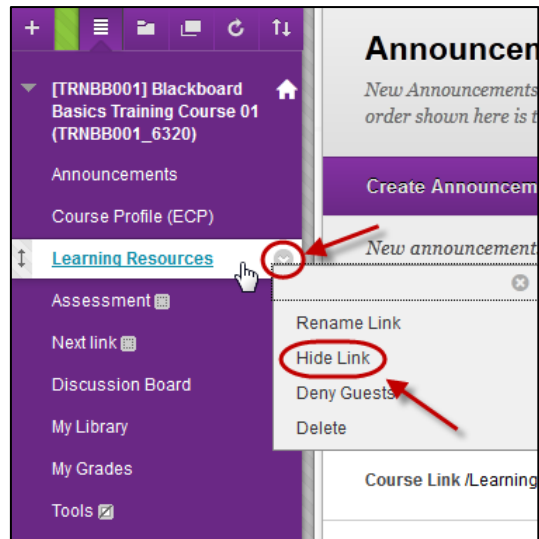 [TRNBB001] Blackboard
Basics Training Course 01
(TRNBB001_6320)
Announcements
Course Profile (ECP)
Learning Resources
Assessment
Next link
Discussion Board
My Library
My Grades
Tools
Announcen
New Announcements
order shown here is t
Create Announcem
New announcement.
Rename Link
Hide Link
Deny Guests
Delete
Course Link /Learning